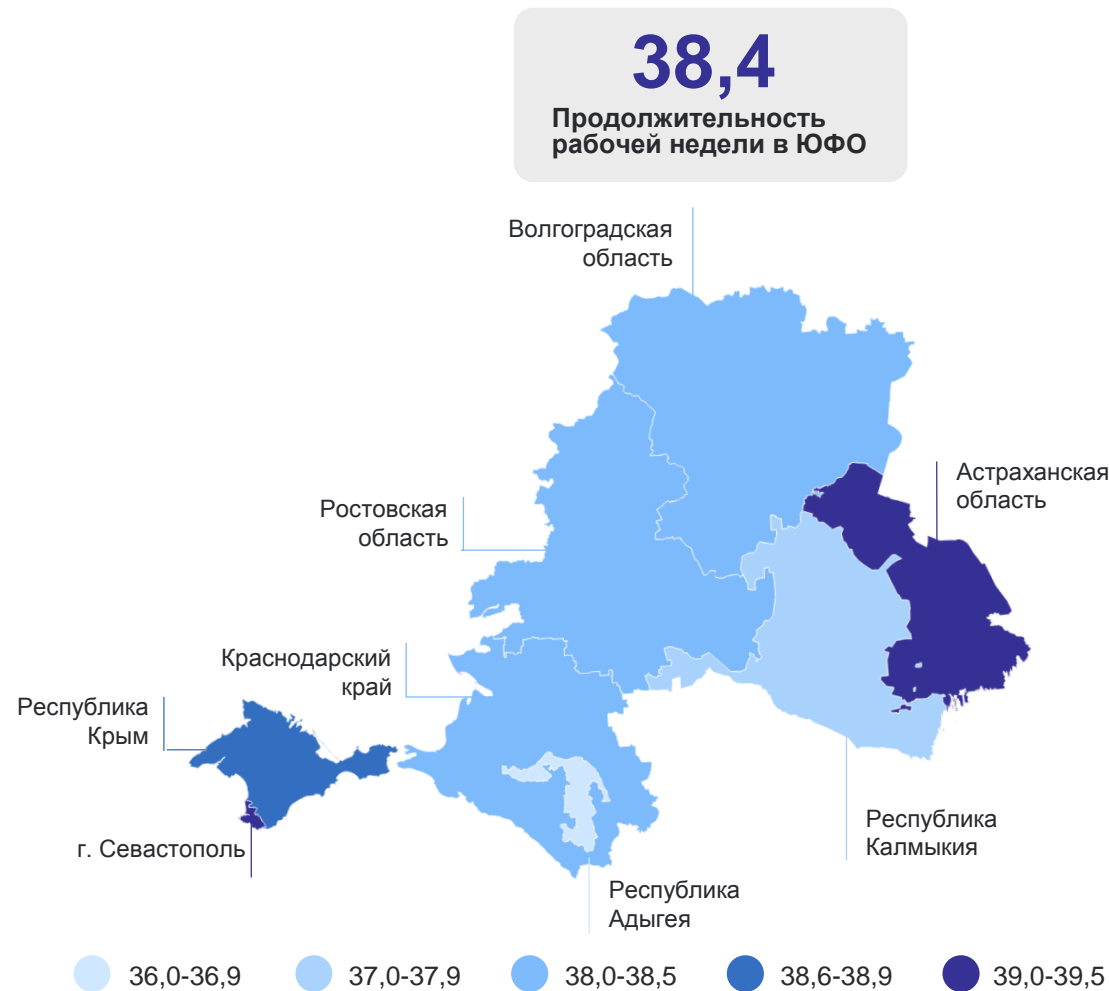 38,4
Продолжительность
рабочей недели в ЮФО
Волгоградская
область
Астраханская
область
Ростовская
область
Краснодарский
край
Республика
Крым
г. Севастополь
Республика
Калмыкия
Республика
Адыгея
36,0-36,9
37,0-37,9
38,0-38,5
38,6-38,9
39,0-39,5